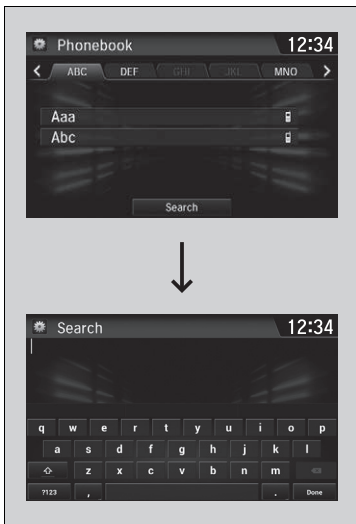 Phonebook 12:34
ABC DEF GHI JKL MNO
Aaa
Abc
Search
Search 12:34
q w e r t y u i o p
a s d f g h j k l
z x c v b n m
?123 , . Done